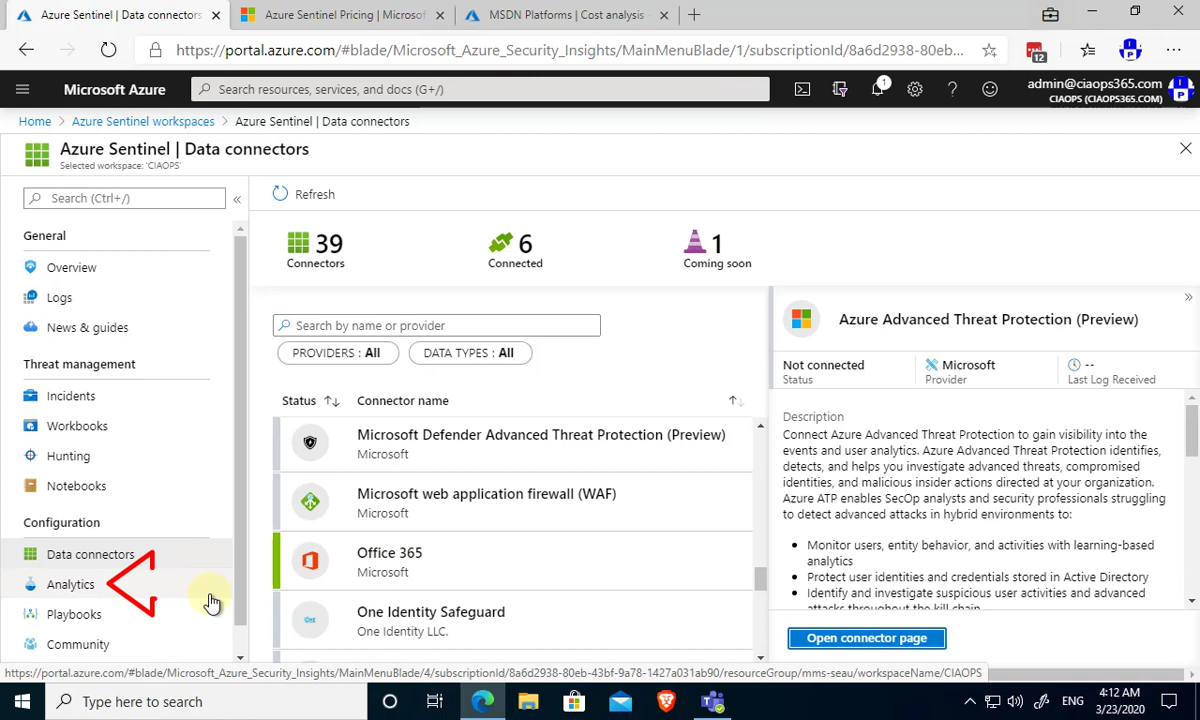 Azure Sentinel | Data connectors
Azure Sentinel Pricing | Microsof
MSDN Platforms | Cost analysis
https://portal.azure.com/#blade/Microsoft_Azure_Security_Insights/MainMenuBlade/1/subscriptionId/8a6d2938-80eb...
12
Microsoft Azure
Search resources, services, and docs (G+/)
1
admin@ciaops365.com
CIAOPS (CIAOPS365.COM)
Home > Azure Sentinel workspaces > Azure Sentinel | Data connectors
Azure Sentinel | Data connectors
Selected workspace: 'CIAOPS'
Search (Ctrl+/)
«
General
Overview
Logs
News & guides
Threat management
Incidents
Workbooks
Hunting
Notebooks
Configuration
Data connectors
Analytics
Playbooks
Community
Refresh
39
Connectors
6
Connected
1
Coming soon
Search by name or provider
PROVIDERS : All
DATA TYPES : All
Status
Connector name
Microsoft Defender Advanced Threat Protection (Preview)
Microsoft
Microsoft web application firewall (WAF)
Microsoft
Office 365
Microsoft
One Identity Safeguard
One Identity LLC.
»
Azure Advanced Threat Protection (Preview)
Not connected
Status
Microsoft
Provider
--
Last Log Received
Description
Connect Azure Advanced Threat Protection to gain visibility into the
events and user analytics. Azure Advanced Threat Protection identifies,
detects, and helps you investigate advanced threats, compromised
identities, and malicious insider actions directed at your organization.
Azure ATP enables SecOp analysts and security professionals struggling
to detect advanced attacks in hybrid environments to:
• Monitor users, entity behavior, and activities with learning-based
analytics
• Protect user identities and credentials stored in Active Directory
• Identify and investigate suspicious user activities and advanced
attacks throughout the kill chain
Open connector page
https://portal.azure.com/#blade/Microsoft_Azure_Security_Insights/MainMenuBlade/4/subscriptionId/8a6d2938-80eb-43bf-9a78-1427a031ab90/resourceGroup/mms-seau/workspaceName/CIAOPS
Type here to search
ENG
4:12 AM
3/23/2020